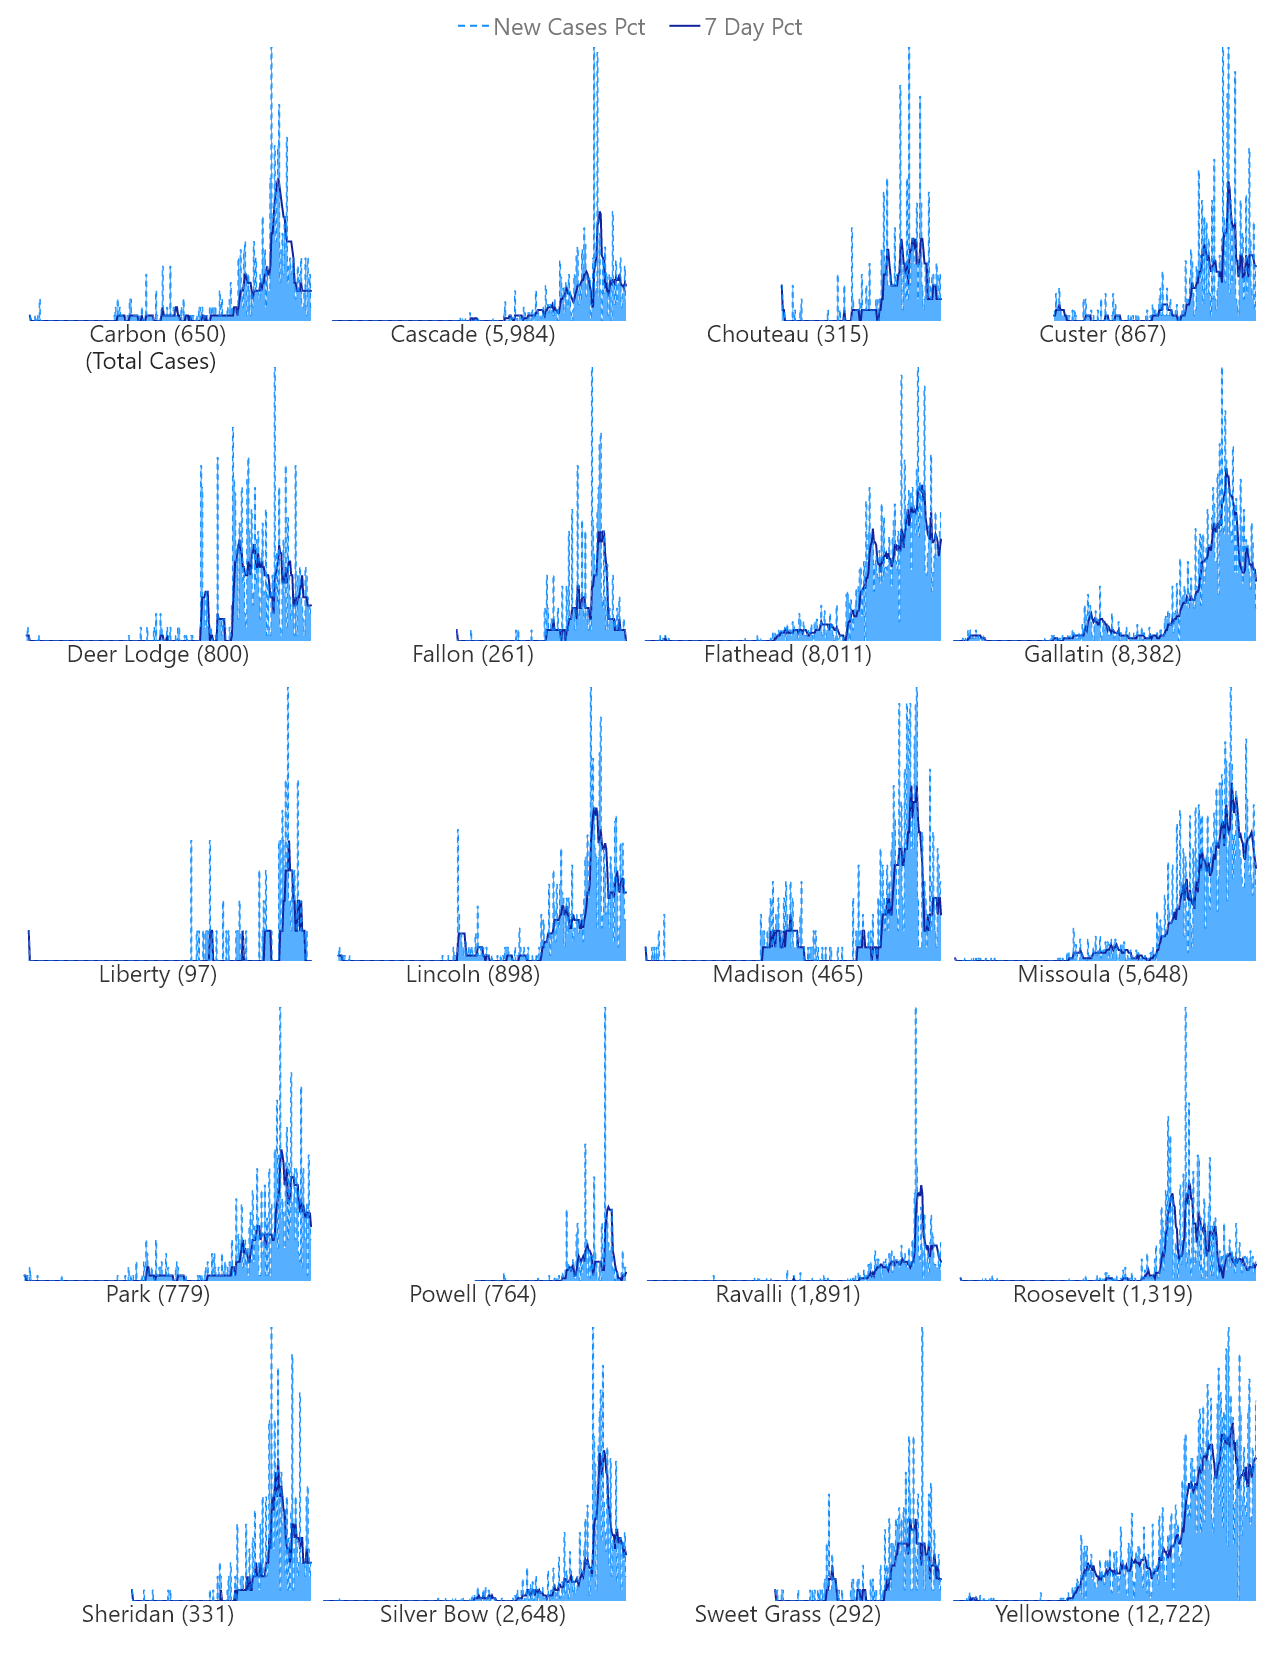 New Cases Pct 7 Day Pct
Carbon (650) Cascade (5,984) Chouteau (315) Custer (867)
(Total Cases)
Deer Lodge (800) Fallon (261) Flathead (8,011) Gallatin (8,382)
Liberty (97) Lincoln (898) Madison (465) Missoula (5,648)
Park (779) Powell (764) Ravalli (1,891) Roosevelt (1,319)
Sheridan (331) Silver Bow (2,648) Sweet Grass (292) Yellowstone (12,722)